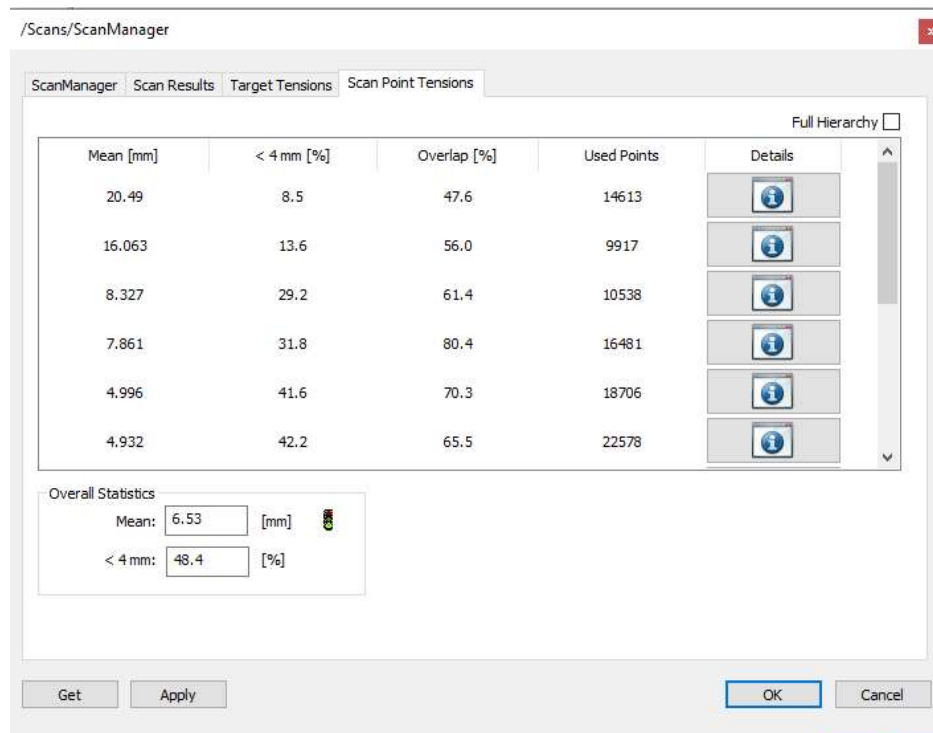 /Scans/ScanManager
ScanManager Scan Results Target Tensions Scan Point Tensions
Full Hierarchy
Mean [mm] < 4 mm [%] Overlap [%] Used Points Details
20.49 8.5 47.6 14613
16.063 13.6 56.0 9917
8.327 29.2 61.4 10538
7.861 31.8 80.4 16481
4.996 41.6 70.3 18706
4.932 42.2 65.5 22578
Overall Statistics
Mean: 6.53 [mm]
< 4 mm: 48.4 [%]
Get Apply OK Cancel